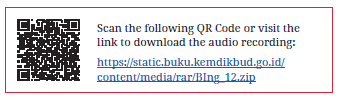 Scan the following QR Code or visit the
link to download the audio recording:
https://static.buku.kemdikbud.go.id/
content/media/rar/BIng_12.zip